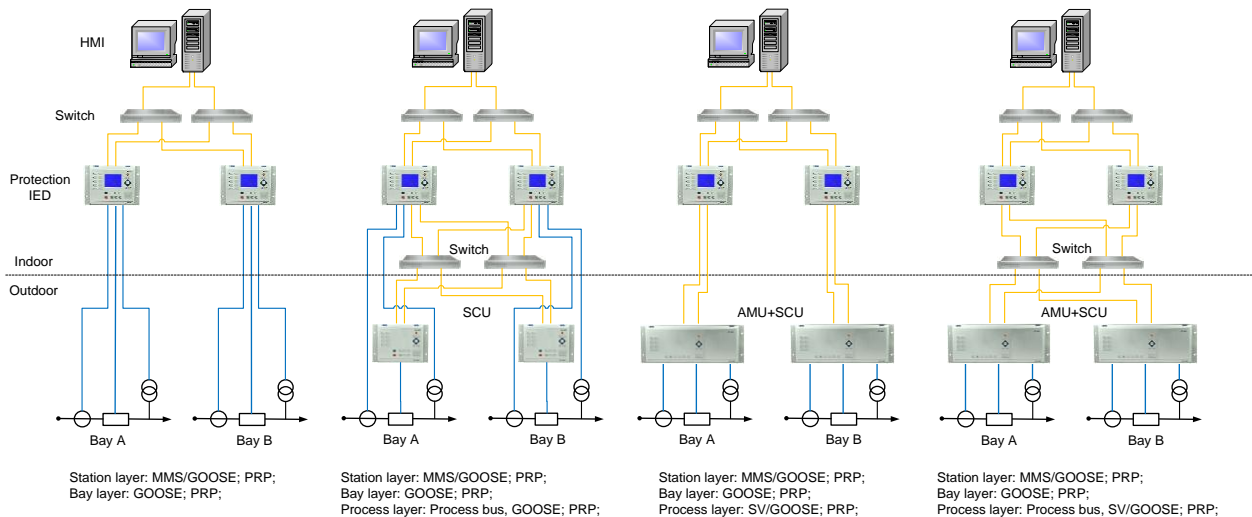 HMI
Switch
Protection
IED
Switch
Switch
Indoor
Outdoor
SCU
AMU+SCU
AMU+SCU
Bay A
Bay B
Bay A
Bay B
Bay A
Bay B
Bay A
Bay B
Station layer: MMS/GOOSE; PRP;
Bay layer: GOOSE; PRP;
Station layer: MMS/GOOSE; PRP;
Bay layer: GOOSE; PRP;
Process layer: Process bus, GOOSE; PRP;
Station layer: MMS/GOOSE; PRP;
Bay layer: GOOSE; PRP;
Process layer: SV/GOOSE; PRP;
Station layer: MMS/GOOSE; PRP;
Bay layer: GOOSE; PRP;
Process layer: Process bus, SV/GOOSE; PRP;